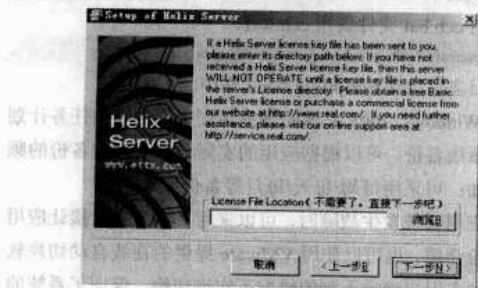 Setup of Helix Server
If a Helix Server license key file has been sent to you,
please enter its directory path below. If you have not
received a Helix Server license key file, then this server
WILL NOT OPERATE until a license key file is placed in
the server's License directory. Please obtain a free Basic
Helix Server license or purchase a commercial license from
our website at http://www.real.com/. If you need further
assistance, please visit our on-line support area at
http://service.real.com/.
Helix
Server
License File Location (不需要了。直接下一步吧)
浏览R
取消
<上一步B
下一步N>